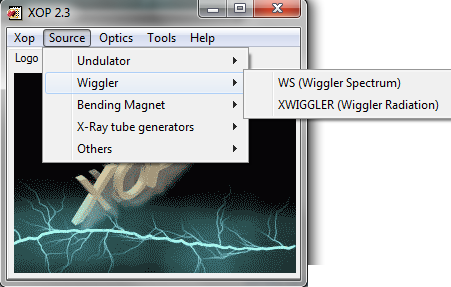 XOP 2.3
Xop Source Optics Tools Help
Logo
Undulator
Wiggler
WS (Wiggler Spectrum)
XWIGGLER (Wiggler Radiation)
Bending Magnet
X-Ray tube generators
Others
XOP